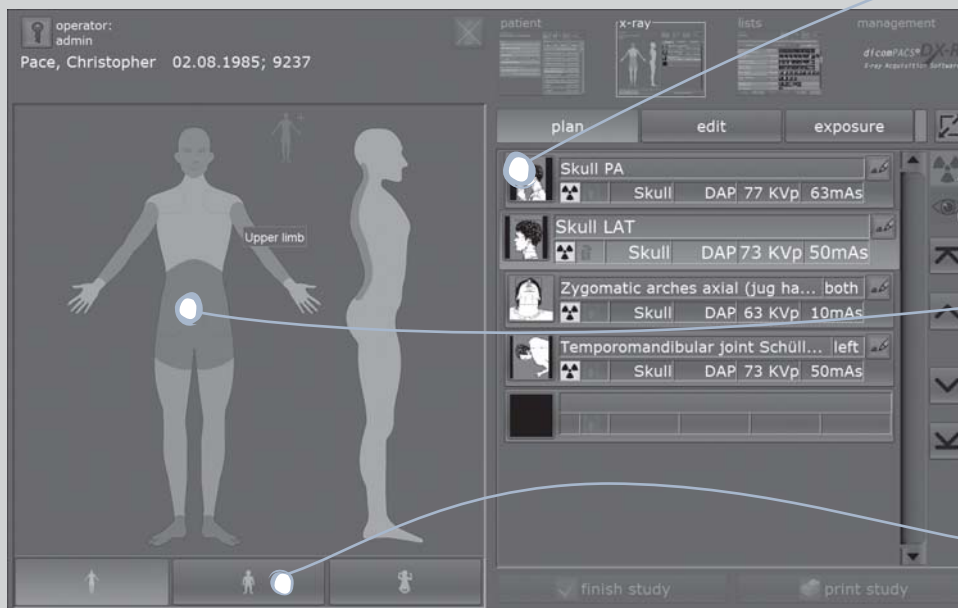 operator:
admin
Pace, Christopher 02.08.1985; 9237
patient
x-ray
lists
management
dicomPACS® DX-R
X-ray Acquisition Software
plan
edit
exposure
Upper limb
Skull PA
Skull DAP 77 KVp 63mAs
Skull LAT
Skull DAP 73 KVp 50mAs
Zygomatic arches axial (jug ha... both
Skull DAP 63 KVp 10mAs
Temporomandibular joint Schüll... left
Skull DAP 73 KVp 50mAs
finish study
print study